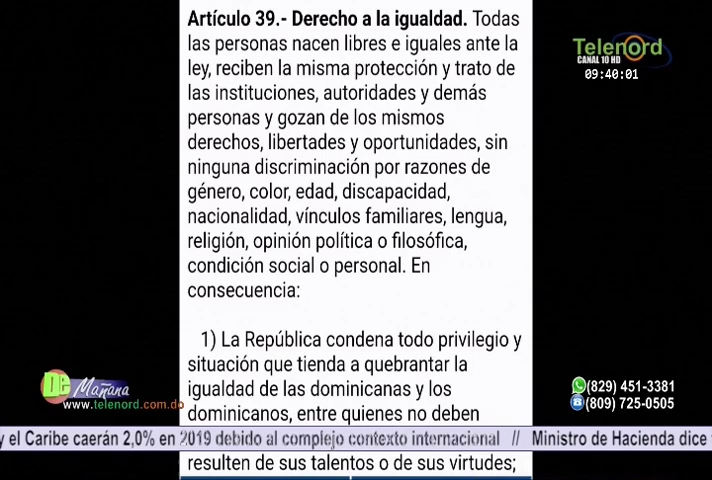 Artículo 39.- Derecho a la igualdad. Todas
las personas nacen libres e iguales ante la
ley, reciben la misma protección y trato de
las instituciones, autoridades y demás
personas y gozan de los mismos
derechos, libertades y oportunidades, sin
ninguna discriminación por razones de
género, color, edad, discapacidad,
nacionalidad, vínculos familiares, lengua,
religión, opinión política o filosófica,
condición social o personal. En
consecuencia:
1) La República condena todo privilegio y
situación que tienda a quebrantar la
igualdad de las dominicanas y los
dominicanos, entre quienes no deben
resulten de sus talentos o de sus virtudes;
Telenord
CANAL 10 HD
09:40:01
De Mañana
www.telenord.com.do
(829) 451-3381
(809) 725-0505
y el Caribe caerán 2,0% en 2019 debido al complejo contexto internacional // Ministro de Hacienda dice